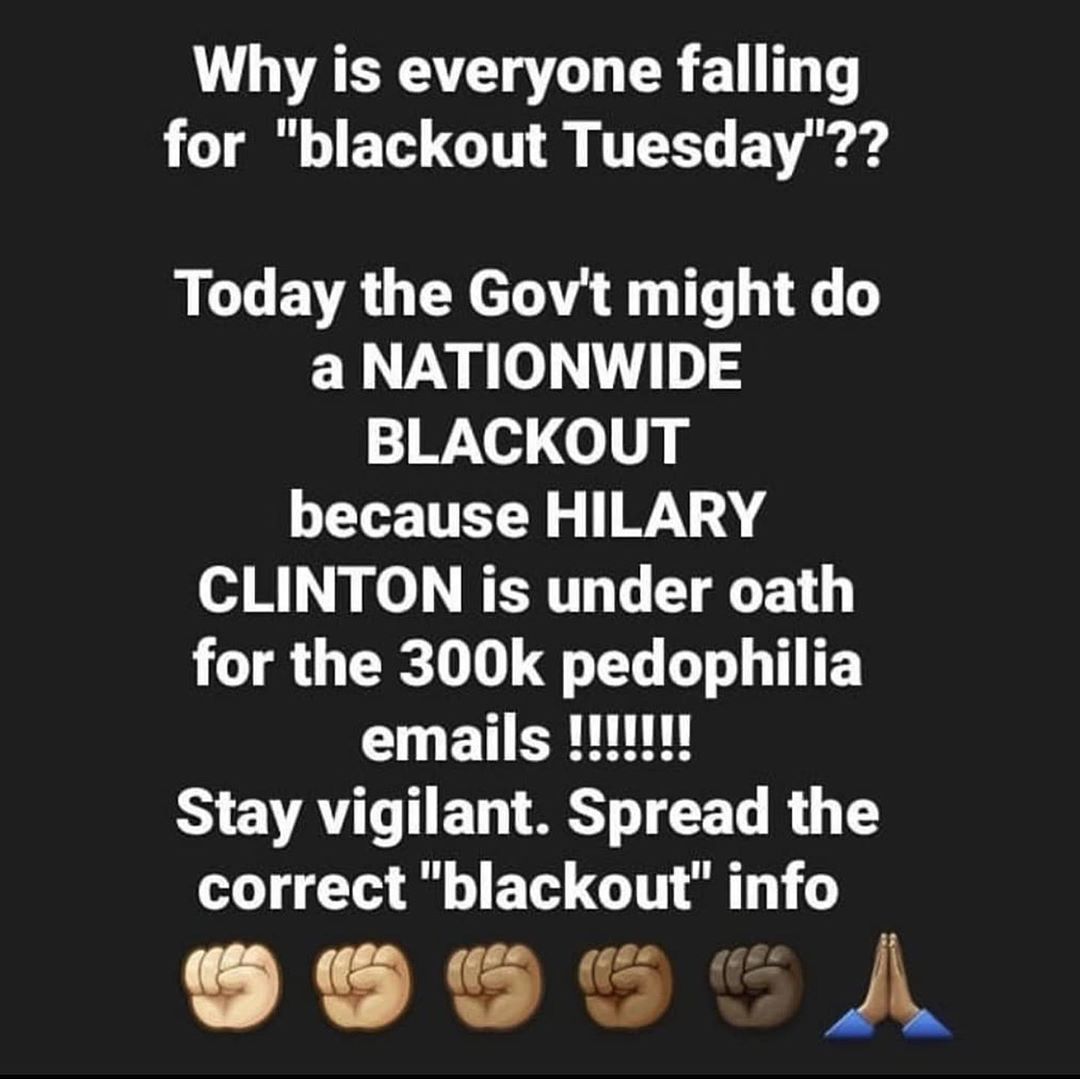 Why is everyone falling
for "blackout Tuesday"??
Today the Gov't might do
a NATIONWIDE
BLACKOUT
because HILARY
CLINTON is under oath
for the 300k pedophilia
emails !!!!!!!
Stay vigilant. Spread the
correct "blackout" info
✊🏻 ✊🏼 ✊🏽 ✊🏾 ✊🏿 🙏🏽